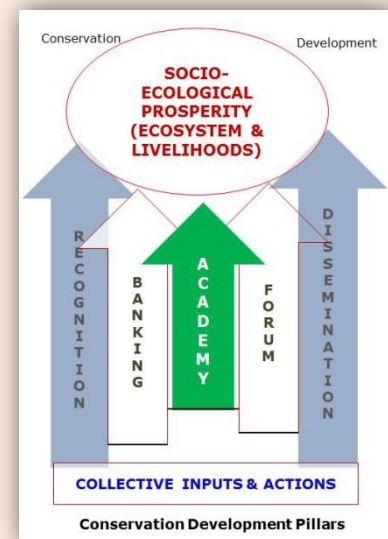 Conservation
Development
SOCIO-
ECOLOGICAL
PROSPERITY
(ECOSYSTEM &
LIVELIHOODS)
RECOGNITION
BANKING
ACADEMY
FORUM
DISSEMINATION
COLLECTIVE INPUTS & ACTIONS
Conservation Development Pillars